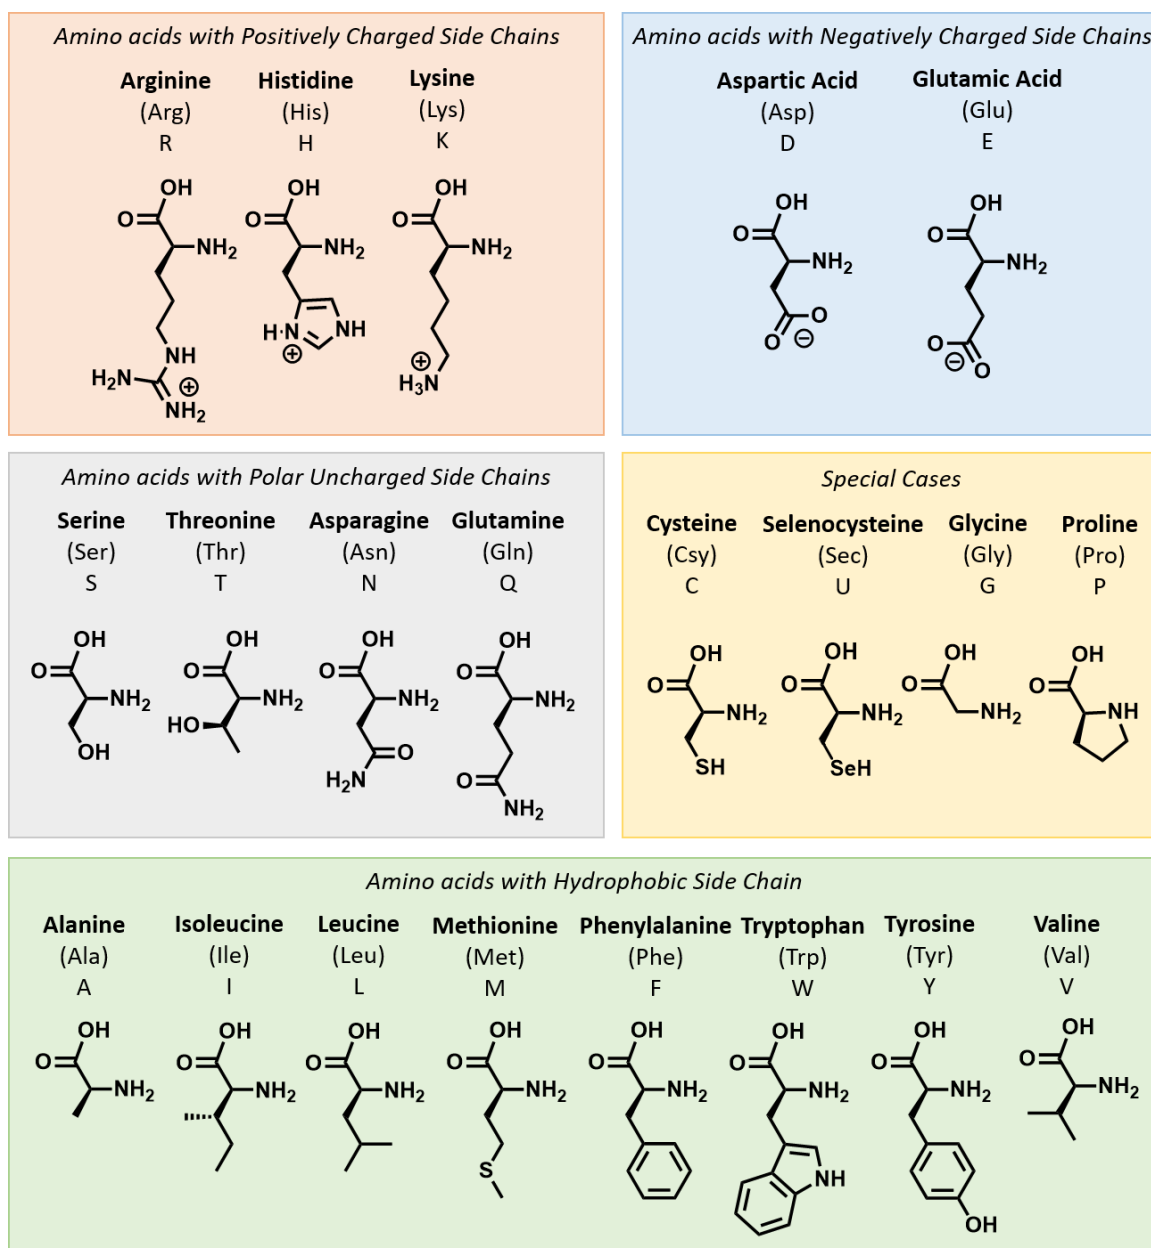 Amino acids with Positively Charged Side Chains
Arginine Histidine Lysine
(Arg) (His) (Lys)
R H K
OH OH OH
O O O
NH₂ NH₂ NH₂
H·N NH
⊕
NH
H₂N ⊕ NH₂
⊕ H₃N
Amino acids with Negatively Charged Side Chains
Aspartic Acid Glutamic Acid
(Asp) (Glu)
D E
OH OH
O O
NH₂ NH₂
O O
O ⊖ ⊖ O
Amino acids with Polar Uncharged Side Chains
Serine Threonine Asparagine Glutamine
(Ser) (Thr) (Asn) (Gln)
S T N Q
OH OH OH OH
O O O O
NH₂ NH₂ NH₂ NH₂
HO
OH O
H₂N O
NH₂
Special Cases
Cysteine Selenocysteine Glycine Proline
(Csy) (Sec) (Gly) (Pro)
C U G P
OH OH OH OH
O O O O
NH₂ NH₂ NH₂ NH
SH SeH
Amino acids with Hydrophobic Side Chain
Alanine Isoleucine Leucine Methionine Phenylalanine Tryptophan Tyrosine Valine
(Ala) (Ile) (Leu) (Met) (Phe) (Trp) (Tyr) (Val)
A I L M F W Y V
OH OH OH OH OH OH OH OH
O O O O O O O O
NH₂ NH₂ NH₂ NH₂ NH₂ NH₂ NH₂ NH₂
S NH
OH